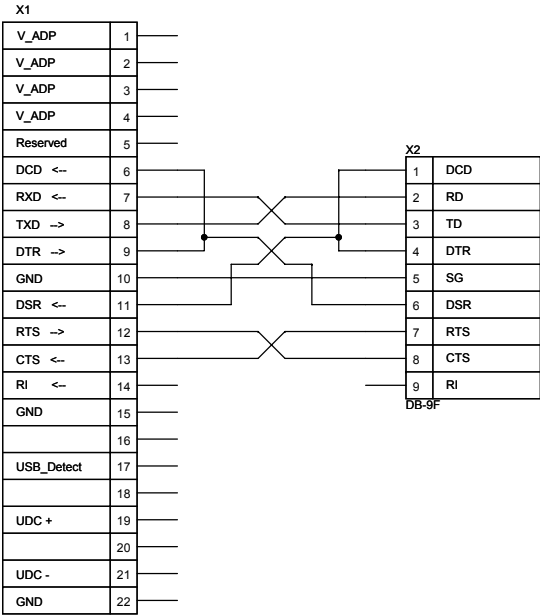 X1
V_ADP 1
V_ADP 2
V_ADP 3
V_ADP 4
Reserved 5
DCD <-- 6
RXD <-- 7
TXD --> 8
DTR --> 9
GND 10
DSR <-- 11
RTS --> 12
CTS <-- 13
RI <-- 14
GND 15
16
USB_Detect 17
18
UDC + 19
20
UDC - 21
GND 22
X2
1 DCD
2 RD
3 TD
4 DTR
5 SG
6 DSR
7 RTS
8 CTS
9 RI
DB-9F